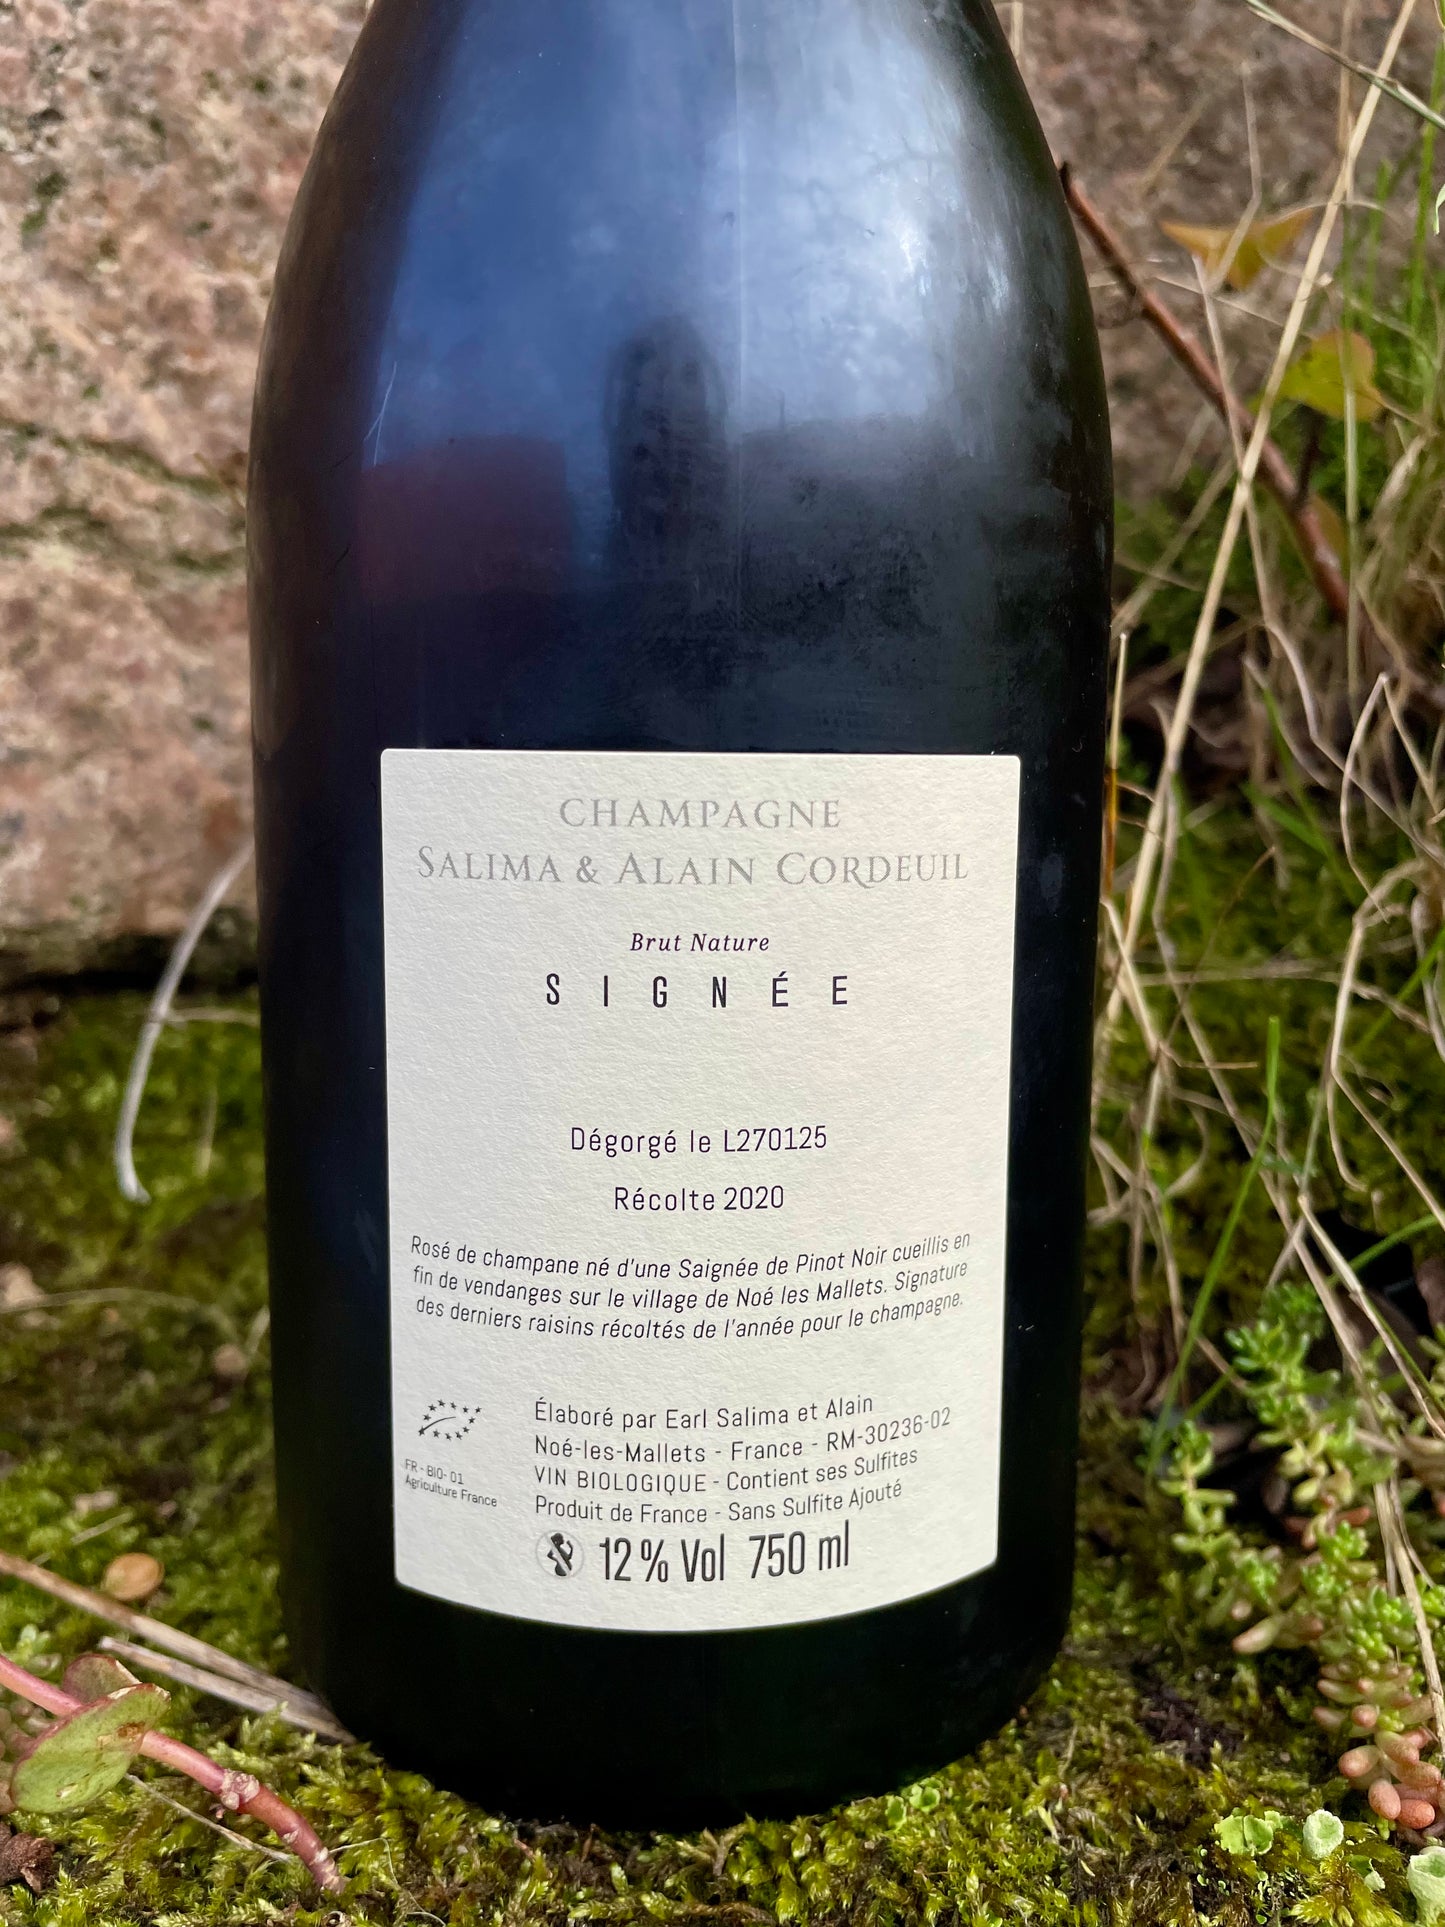 CHAMPAGNE
SALIMA & ALAIN CORDEUIL
Brut Nature
SIGNÉE
Dégorgé le L270125
Récolte 2020
Rosé de champane né d'une Saignée de Pinot Noir cueillis en
fin de vendanges sur le village de Noé les Mallets. Signature
des derniers raisins récoltés de l'année pour le champagne.
Élaboré par Earl Salima et Alain
Noé-les-Mallets - France - RM-30236-02
VIN BIOLOGIQUE - Contient ses Sulfites
Produit de France - Sans Sulfite Ajouté
FR - BIO- 01
Agriculture France
12 % Vol 750 ml